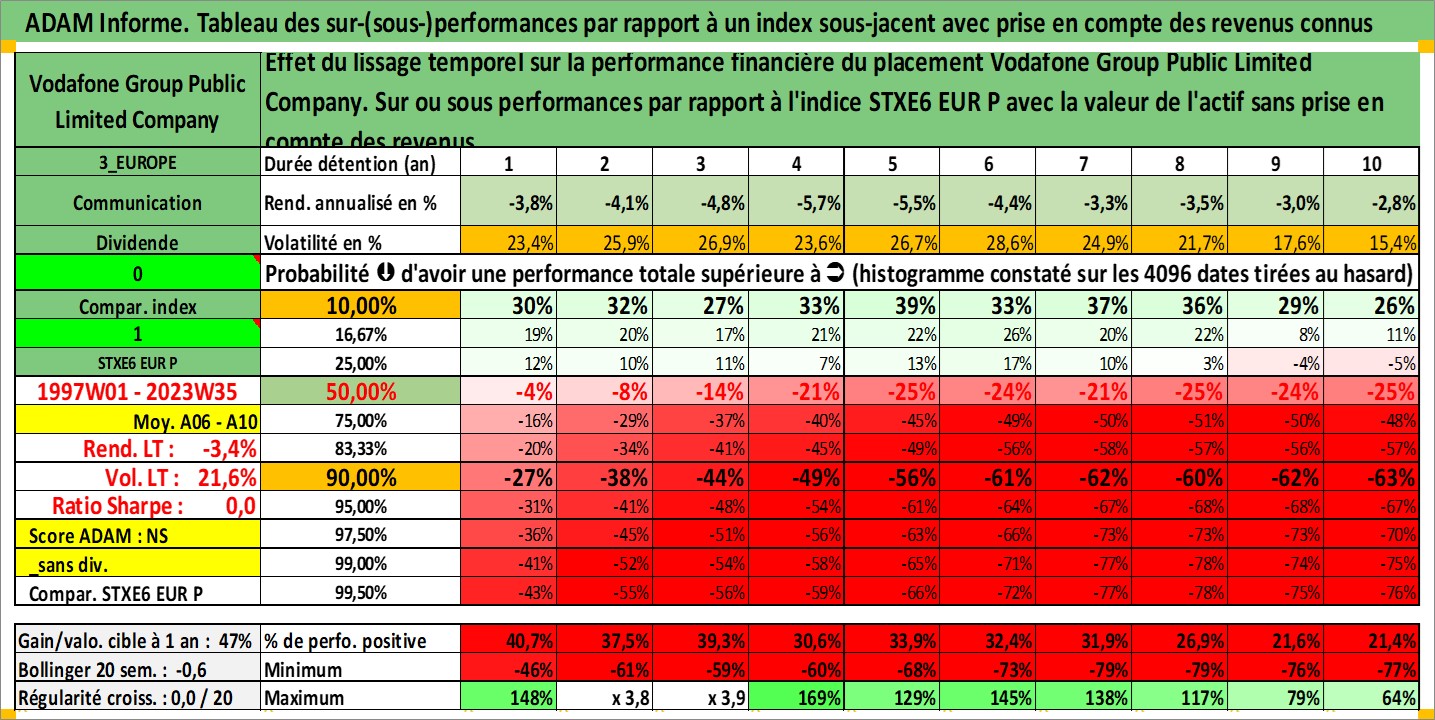 ADAM Informe. Tableau des sur-(sous-)performances par rapport à un index sous-jacent avec prise en compte des revenus connus
Vodafone Group Public
Limited Company
Effet du lissage temporel sur la performance financière du placement Vodafone Group Public Limited
Company. Sur ou sous performances par rapport à l'indice STXE6 EUR P avec la valeur de l'actif sans prise en
compte des revenus
3_EUROPE Durée détention (an) 1 2 3 4 5 6 7 8 9 10
Communication Rend. annualisé en % -3,8% -4,1% -4,8% -5,7% -5,5% -4,4% -3,3% -3,5% -3,0% -2,8%
Dividende Volatilité en % 23,4% 25,9% 26,9% 23,6% 26,7% 28,6% 24,9% 21,7% 17,6% 15,4%
0 Probabilité ⬇ d'avoir une performance totale supérieure à ➲ (histogramme constaté sur les 4096 dates tirées au hasard)
Compar. index 10,00% 30% 32% 27% 33% 39% 33% 37% 36% 29% 26%
1 16,67% 19% 20% 17% 21% 22% 26% 20% 22% 8% 11%
STXE6 EUR P 25,00% 12% 10% 11% 7% 13% 17% 10% 3% -4% -5%
1997W01 - 2023W35 50,00% -4% -8% -14% -21% -25% -24% -21% -25% -24% -25%
Moy. A06 - A10 75,00% -16% -29% -37% -40% -45% -49% -50% -51% -50% -48%
Rend. LT : -3,4% 83,33% -20% -34% -41% -45% -49% -56% -58% -57% -56% -57%
Vol. LT : 21,6% 90,00% -27% -38% -44% -49% -56% -61% -62% -60% -62% -63%
Ratio Sharpe : 0,0 95,00% -31% -41% -48% -54% -61% -64% -67% -68% -68% -67%
Score ADAM : NS 97,50% -36% -45% -51% -56% -63% -66% -73% -73% -73% -70%
_sans div. 99,00% -41% -52% -54% -58% -65% -71% -77% -78% -74% -75%
Compar. STXE6 EUR P 99,50% -43% -55% -56% -59% -66% -72% -77% -78% -75% -76%
Gain/valo. cible à 1 an : 47% % de perfo. positive 40,7% 37,5% 39,3% 30,6% 33,9% 32,4% 31,9% 26,9% 21,6% 21,4%
Bollinger 20 sem. : -0,6 Minimum -46% -61% -59% -60% -68% -73% -79% -79% -76% -77%
Régularité croiss. : 0,0 / 20 Maximum 148% x 3,8 x 3,9 169% 129% 145% 138% 117% 79% 64%